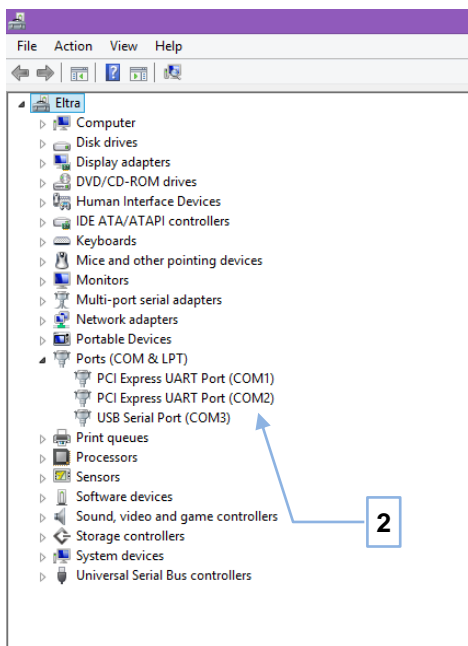 File Action View Help
Eltra
Computer
Disk drives
Display adapters
DVD/CD-ROM drives
Human Interface Devices
IDE ATA/ATAPI controllers
Keyboards
Mice and other pointing devices
Monitors
Multi-port serial adapters
Network adapters
Portable Devices
Ports (COM & LPT)
PCI Express UART Port (COM1)
PCI Express UART Port (COM2)
USB Serial Port (COM3)
Print queues
Processors
Sensors
Software devices
Sound, video and game controllers
2
Storage controllers
System devices
Universal Serial Bus controllers